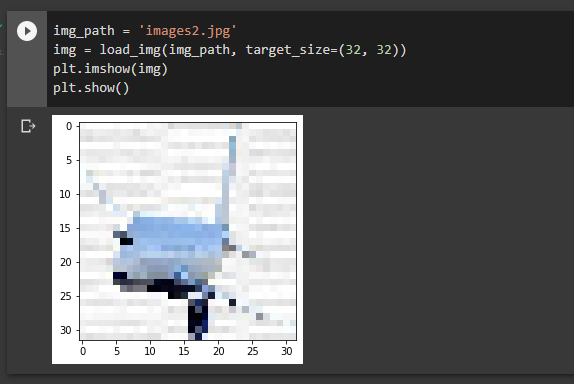 img_path = 'images2.jpg'
img = load_img(img_path, target_size=(32, 32))
plt.imshow(img)
plt.show()
0
5
10
15
20
25
30
0 5 10 15 20 25 30